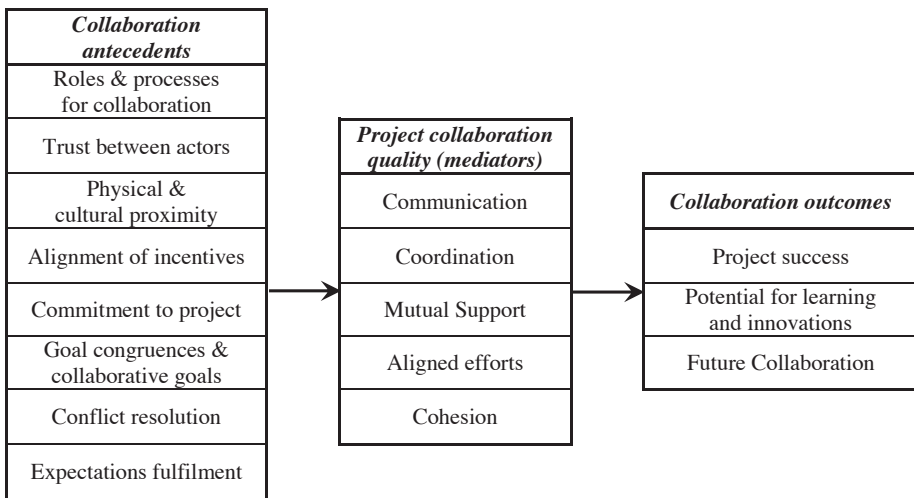 Collaboration
antecedents
Roles & processes
for collaboration
Trust between actors
Physical &
cultural proximity
Alignment of incentives
Commitment to project
Goal congruences &
collaborative goals
Conflict resolution
Expectations fulfilment
Project collaboration
quality (mediators)
Communication
Coordination
Mutual Support
Aligned efforts
Cohesion
Collaboration outcomes
Project success
Potential for learning
and innovations
Future Collaboration